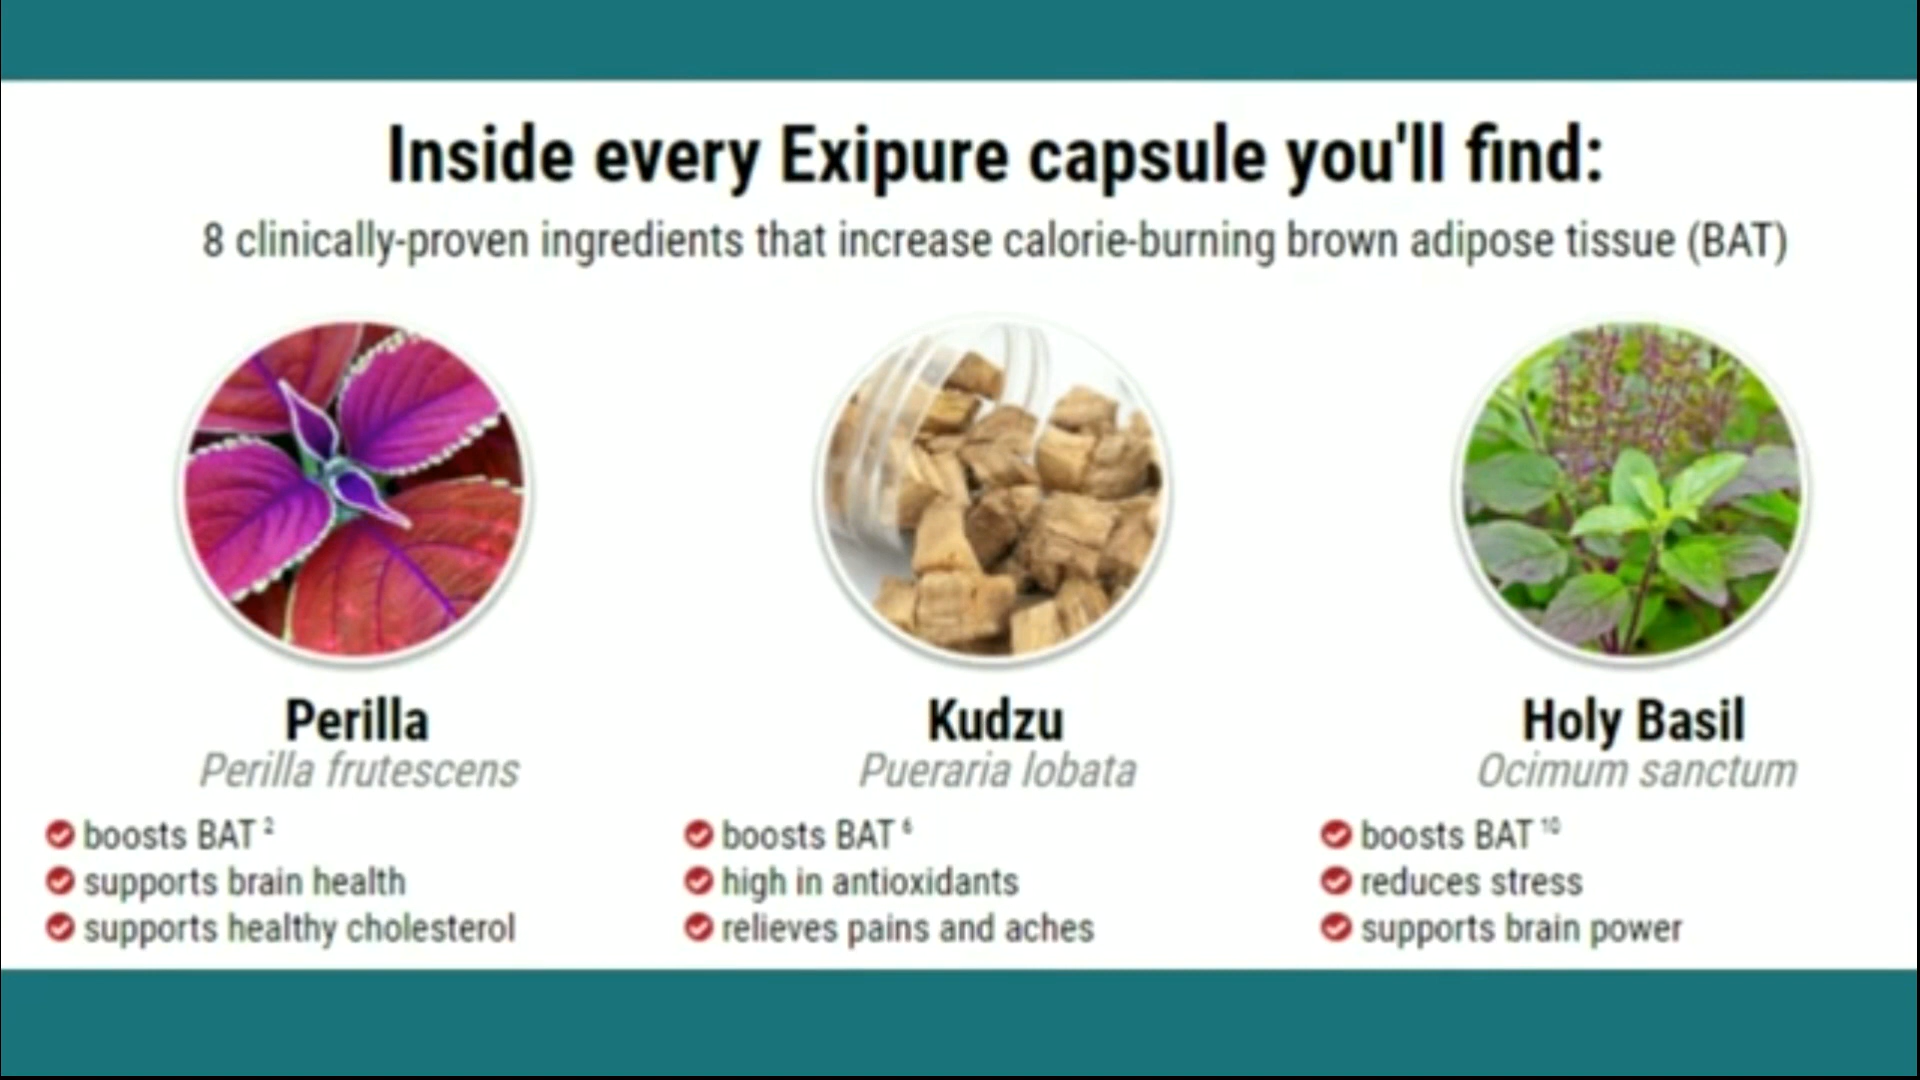 Inside every Exipure capsule you'll find:
8 clinically-proven ingredients that increase calorie-burning brown adipose tissue (BAT)
Perilla
Perilla frutescens
boosts BAT ²
supports brain health
supports healthy cholesterol
Kudzu
Pueraria lobata
boosts BAT ⁶
high in antioxidants
relieves pains and aches
Holy Basil
Ocimum sanctum
boosts BAT ¹⁰
reduces stress
supports brain power